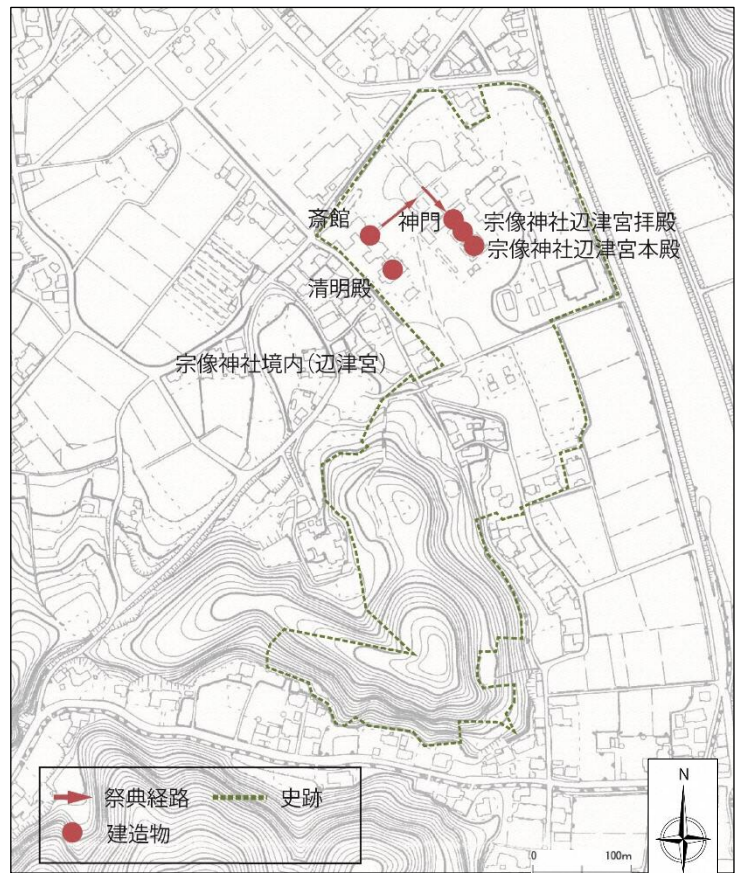 斎館
神門
宗像神社辺津宮拝殿
宗像神社辺津宮本殿
清明殿
宗像神社境内(辺津宮)
祭典経路
史跡
建造物
N
0 100m